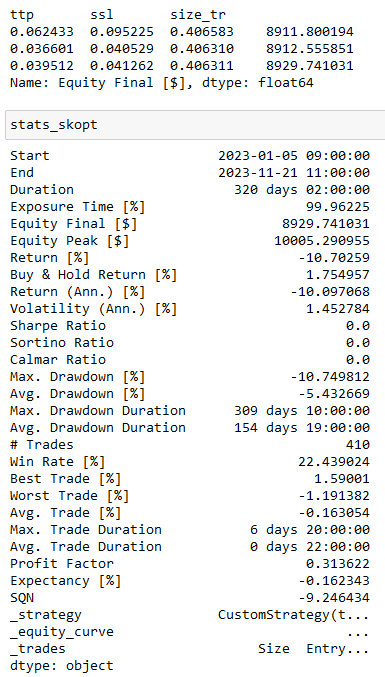 ttp ssl size_tr
0.062433 0.095225 0.406583 8911.800194
0.036601 0.040529 0.406310 8912.555851
0.039512 0.041262 0.406311 8929.741031
Name: Equity Final [$], dtype: float64
stats_skopt
Start 2023-01-05 09:00:00
End 2023-11-21 11:00:00
Duration 320 days 02:00:00
Exposure Time [%] 99.96225
Equity Final [$] 8929.741031
Equity Peak [$] 10005.290955
Return [%] -10.70259
Buy & Hold Return [%] 1.754957
Return (Ann.) [%] -10.097068
Volatility (Ann.) [%] 1.452784
Sharpe Ratio 0.0
Sortino Ratio 0.0
Calmar Ratio 0.0
Max. Drawdown [%] -10.749812
Avg. Drawdown [%] -5.432669
Max. Drawdown Duration 309 days 10:00:00
Avg. Drawdown Duration 154 days 19:00:00
# Trades 410
Win Rate [%] 22.439024
Best Trade [%] 1.59001
Worst Trade [%] -1.191382
Avg. Trade [%] -0.163054
Max. Trade Duration 6 days 20:00:00
Avg. Trade Duration 0 days 22:00:00
Profit Factor 0.313622
Expectancy [%] -0.162343
SQN -9.246434
_strategy CustomStrategy(t...
_equity_curve ...
_trades Size Entry...
dtype: object